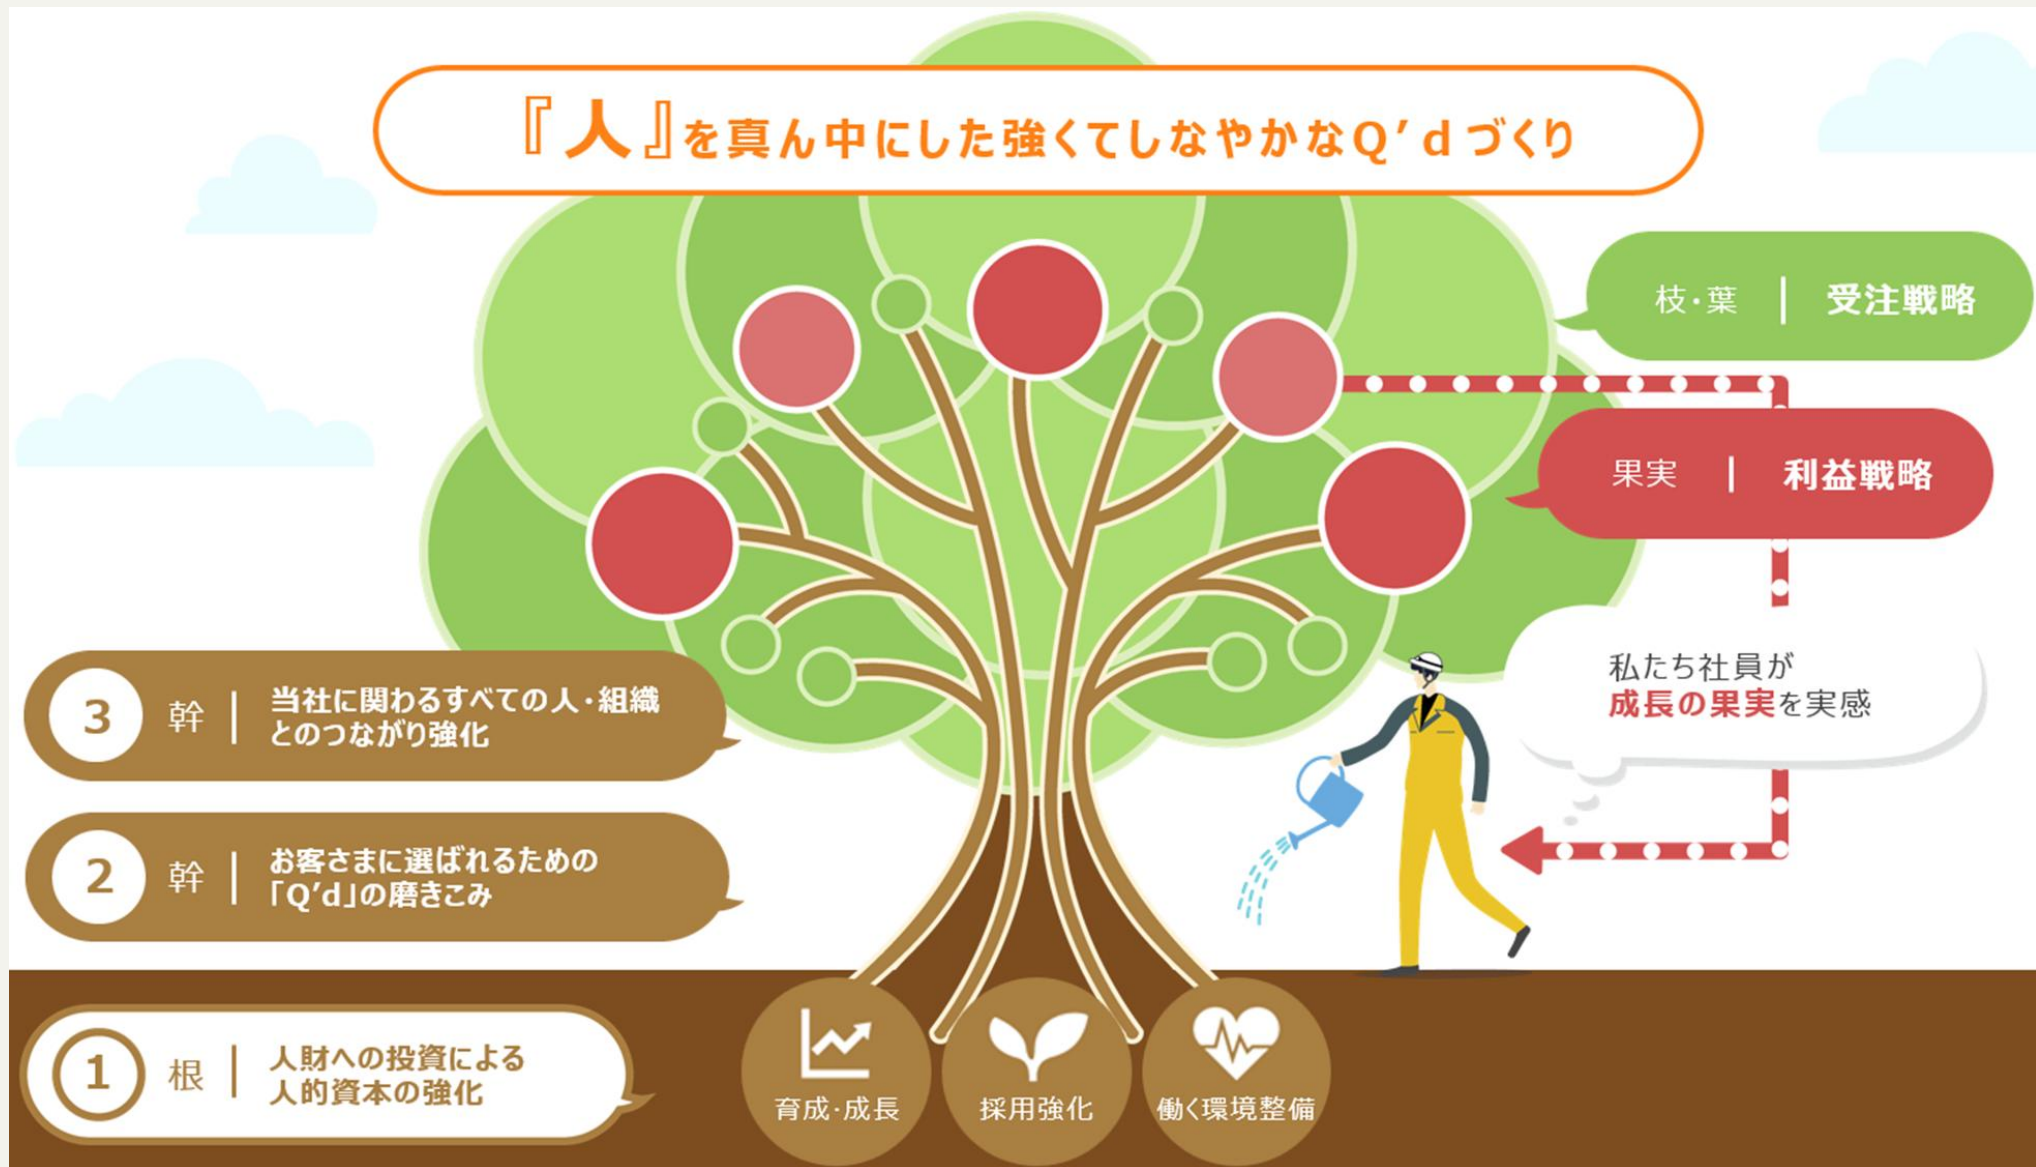 『人』を真ん中にした強くてしなやかなQ’dづくり
枝・葉 | 受注戦略
果実 | 利益戦略
私たち社員が
成長の果実を実感
3 幹 | 当社に関わるすべての人・組織
とのつながり強化
2 幹 | お客さまに選ばれるための
「Q’d」の磨きこみ
1 根 | 人財への投資による
人的資本の強化
育成・成長
採用強化
働く環境整備